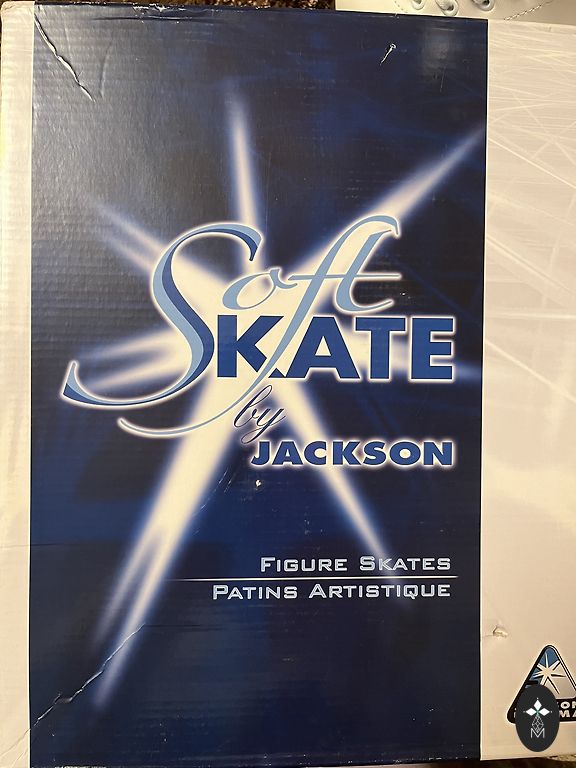 Soft
SKATE
by
JACKSON
FIGURE SKATES
PATINS ARTISTIQUE